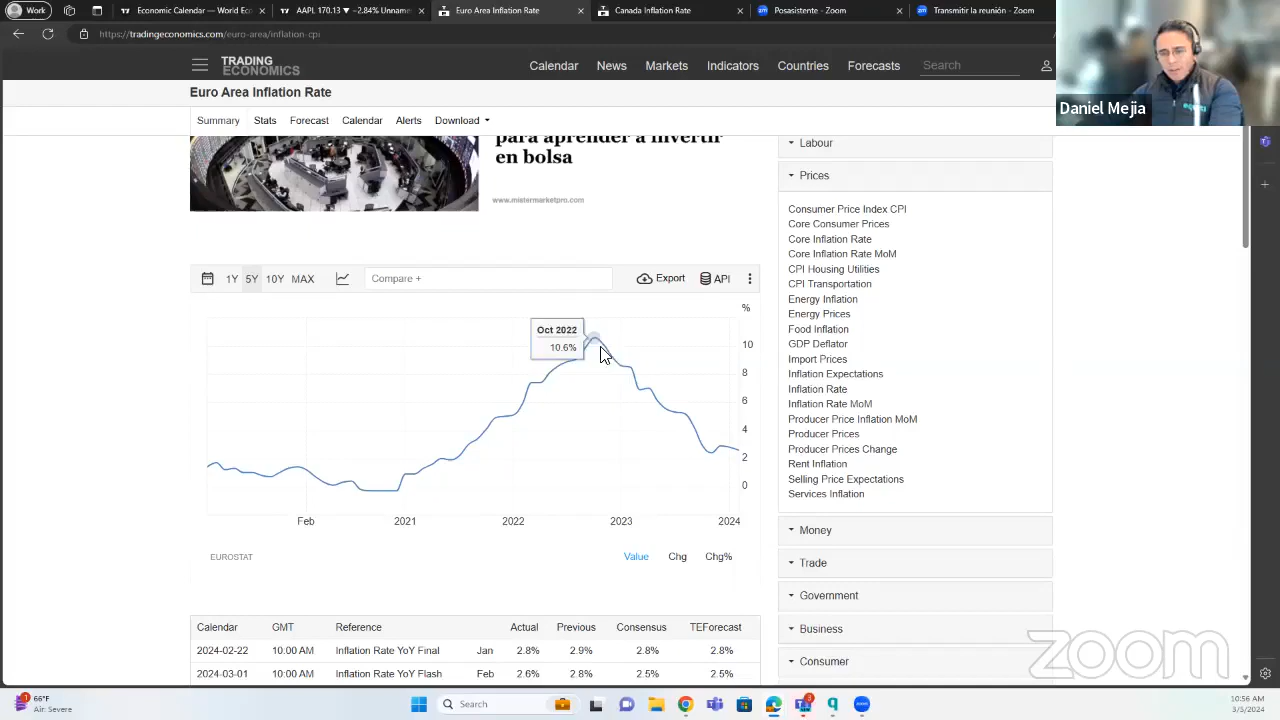 Work
Economic Calendar — World Ec
AAPL 170.13 ▼ −2.84% Unname
Euro Area Inflation Rate
Canada Inflation Rate
Posasistente - Zoom
Transmitir la reunión - Zoom
https://tradingeconomics.com/euro-area/inflation-cpi
Daniel Mejia
TRADING
ECONOMICS
Calendar News Markets Indicators Countries Forecasts Search
Euro Area Inflation Rate
Summary Stats Forecast Calendar Alerts Download
para aprender a invertir
en bolsa
www.mistermarketpro.com
1Y 5Y 10Y MAX Compare + Export API
%
Oct 2022
10.6%
10
8
6
4
2
0
Feb 2021 2022 2023 2024
EUROSTAT Value Chg Chg%
Calendar GMT Reference Actual Previous Consensus TEForecast
2024-02-22 10:00 AM Inflation Rate YoY Final Jan 2.8% 2.9% 2.8% 2.8%
2024-03-01 10:00 AM Inflation Rate YoY Flash Feb 2.6% 2.8% 2.5% 2.5%
Labour
Prices
Consumer Price Index CPI
Core Consumer Prices
Core Inflation Rate
Core Inflation Rate MoM
CPI Housing Utilities
CPI Transportation
Energy Inflation
Energy Prices
Food Inflation
GDP Deflator
Import Prices
Inflation Expectations
Inflation Rate
Inflation Rate MoM
Producer Price Inflation MoM
Producer Prices
Producer Prices Change
Rent Inflation
Selling Price Expectations
Services Inflation
Money
Trade
Government
Business
Consumer
zoom
66°F
Air: Severe
Search
10:56 AM
3/5/2024